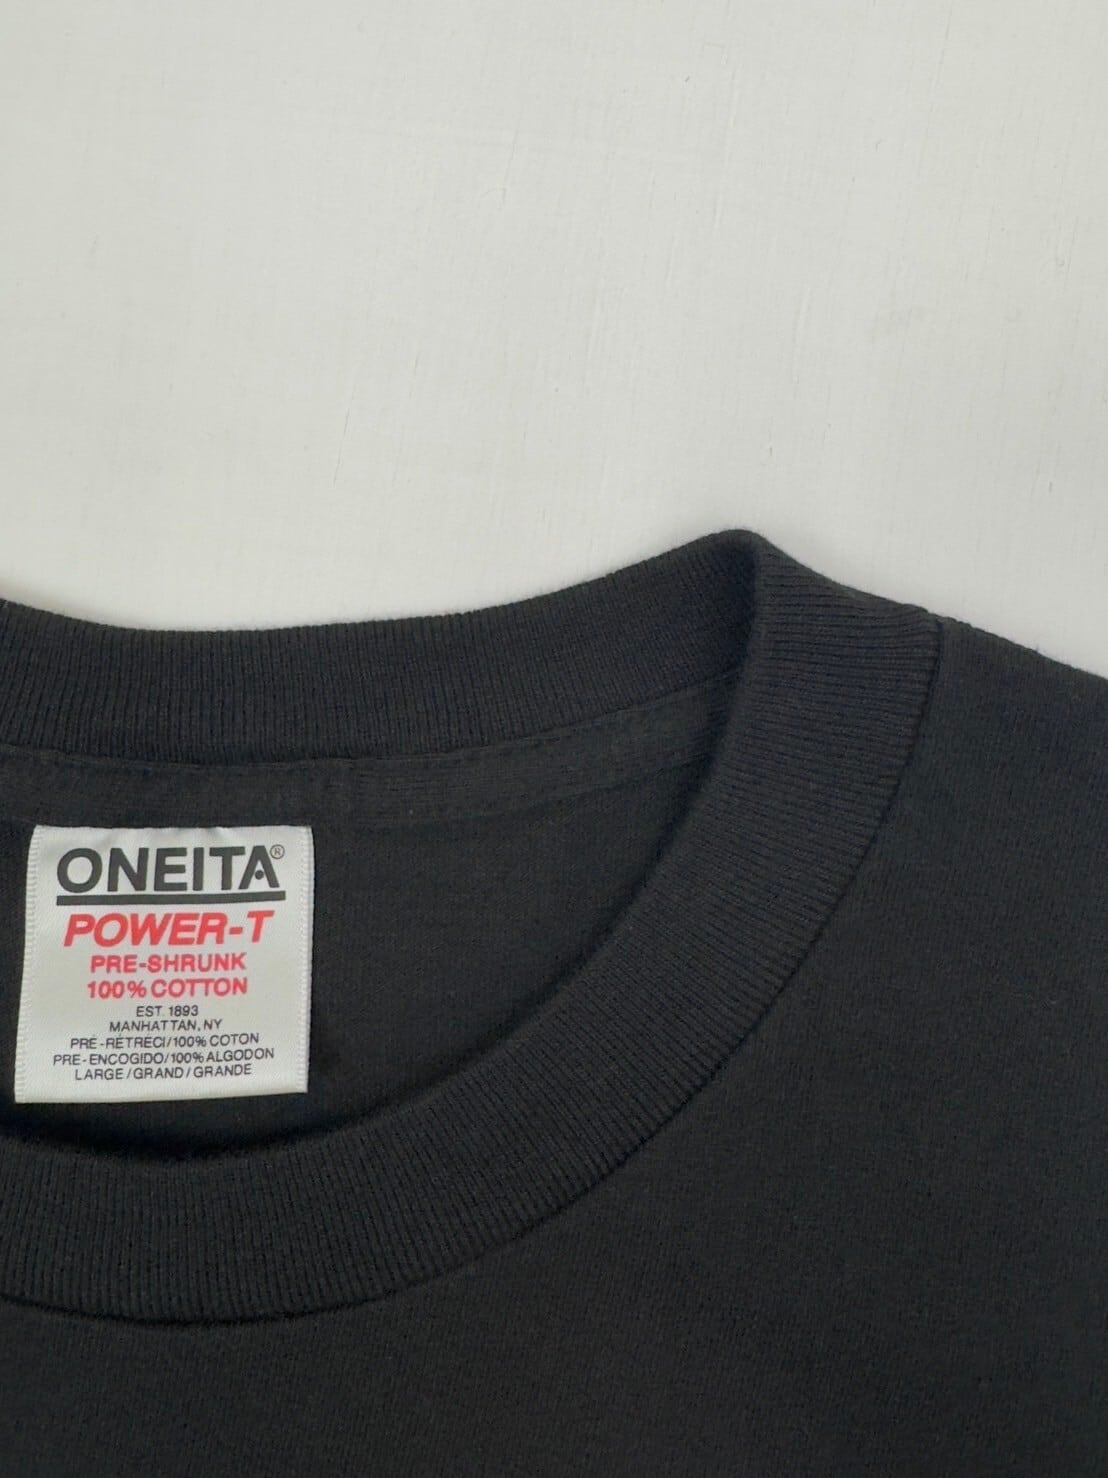 ONEITA®
POWER-T
PRE-SHRUNK
100% COTTON
EST. 1893
MANHATTAN, NY
PRÉ-RÉTRECI/100% COTON
PRE-ENCOGIDO/100% ALGODON
LARGE/GRAND/GRANDE